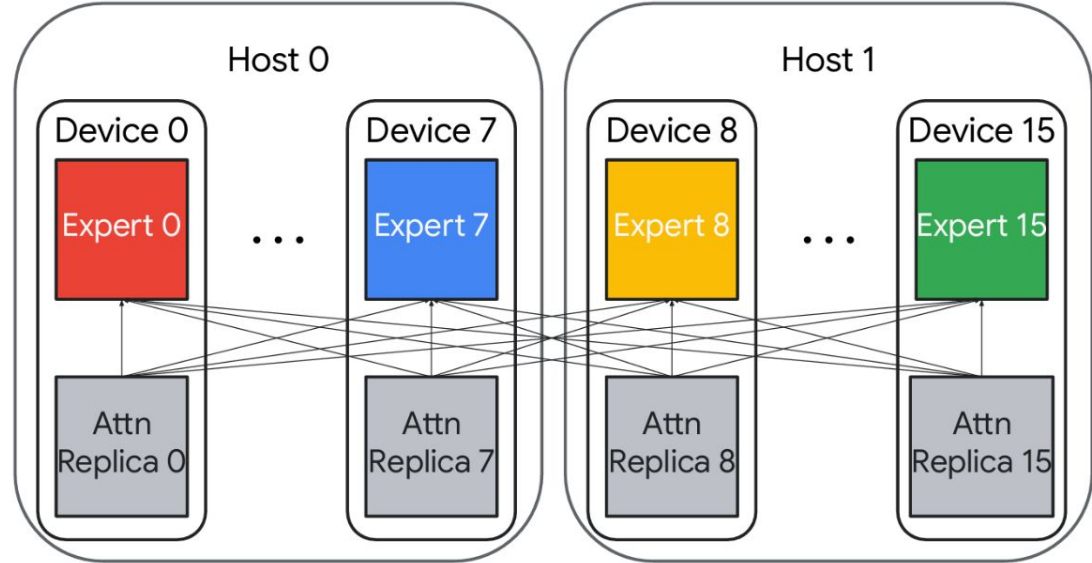 Host 0
Host 1
Device 0
Device 7
Device 8
Device 15
Expert 0
...
Expert 7
Expert 8
...
Expert 15
Attn
Replica 0
Attn
Replica 7
Attn
Replica 8
Attn
Replica 15